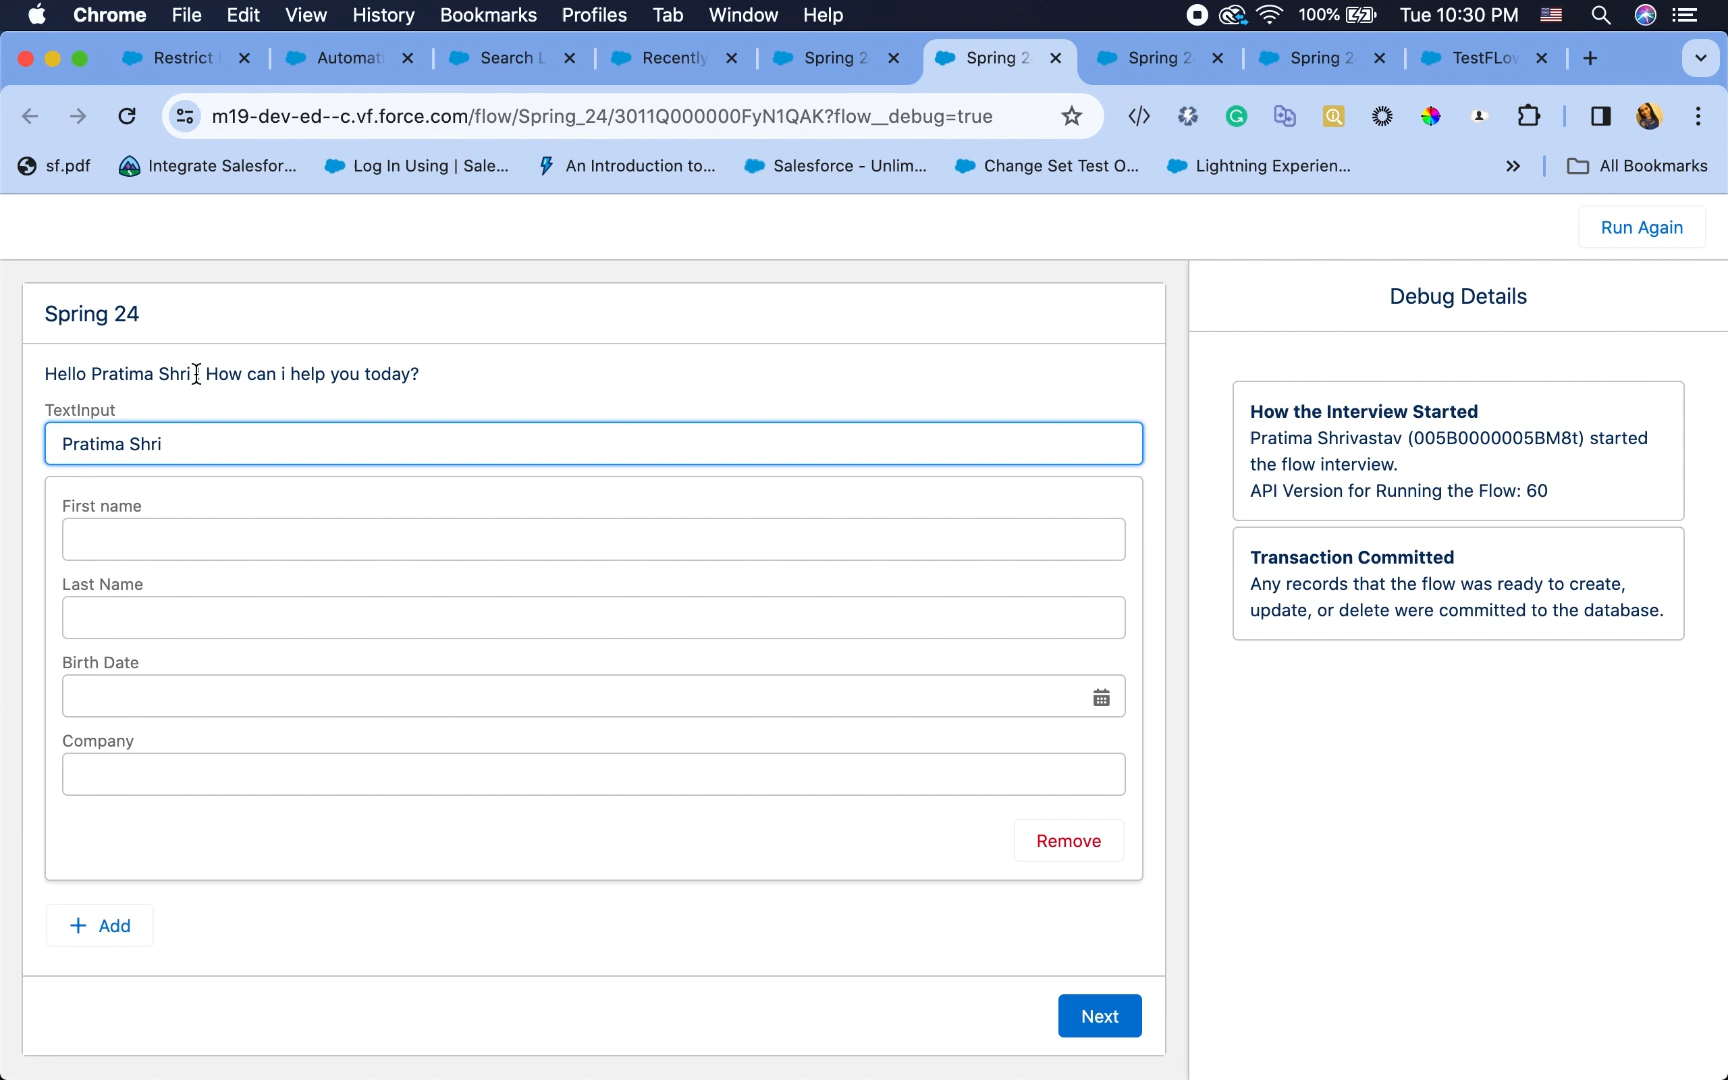 Chrome File Edit View History Bookmarks Profiles Tab Window Help 100% Tue 10:30 PM
Restrict Automat Search L Recently Spring 2 Spring 2 Spring 2 Spring 2 TestFLow
m19-dev-ed--c.vf.force.com/flow/Spring_24/3011Q000000FyN1QAK?flow__debug=true
sf.pdf Integrate Salesfor... Log In Using | Sale... An Introduction to... Salesforce - Unlim... Change Set Test O... Lightning Experien... » All Bookmarks
Run Again
Spring 24
Hello Pratima Shri How can i help you today?
TextInput
Pratima Shri
First name
Last Name
Birth Date
Company
Remove
+ Add
Next
Debug Details
How the Interview Started
Pratima Shrivastav (005B0000005BM8t) started
the flow interview.
API Version for Running the Flow: 60
Transaction Committed
Any records that the flow was ready to create,
update, or delete were committed to the database.